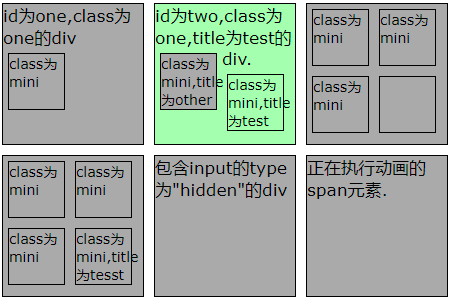 id为one,class为
one的div
class为
mini
id为two,class为
one,title为test的
div.
class为
mini,title
为other
class为
mini,title
为test
class为
mini
class为
mini
class为
mini
class为
mini
class为
mini
class为
mini
class为
mini,title
为tesst
包含input的type
为"hidden"的div
正在执行动画的
span元素.